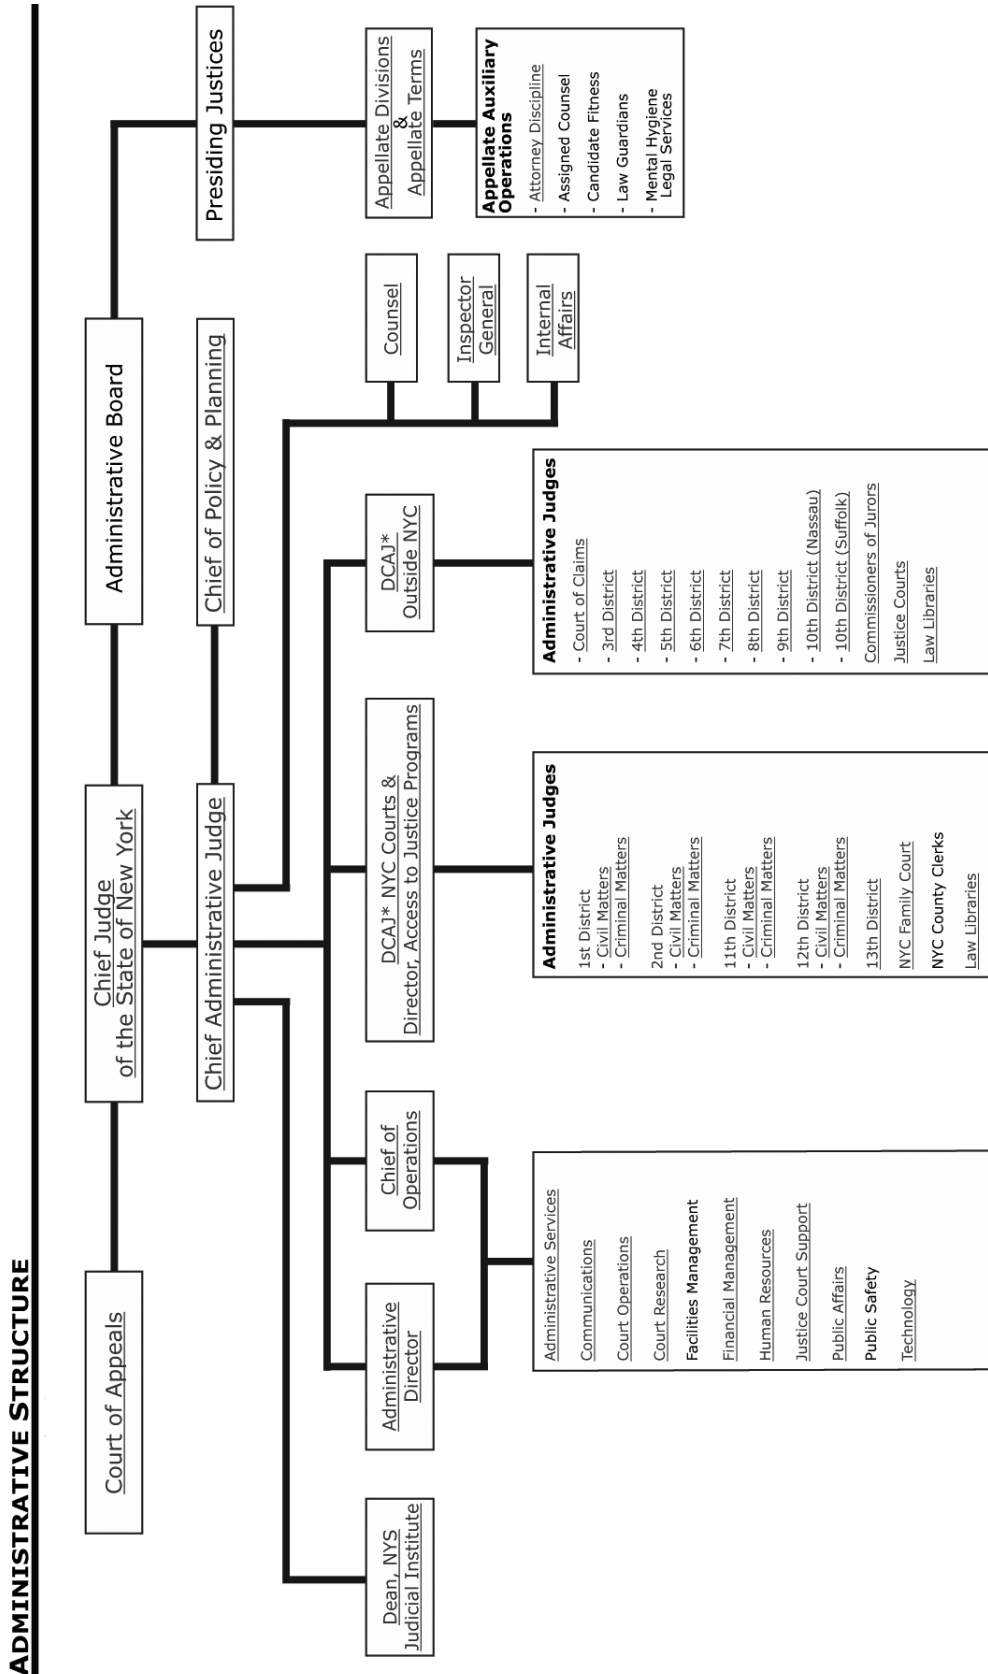 ADMINISTRATIVE STRUCTURE
Court of Appeals
Chief Judge
of the State of New York
Administrative Board
Chief Administrative Judge
Chief of Policy & Planning
Presiding Justices
Dean, NYS
Judicial Institute
Administrative
Director
Chief of
Operations
DCAJ* NYC Courts &
Director, Access to Justice Programs
DCAJ*
Outside NYC
Counsel
Inspector
General
Internal
Affairs
Appellate Divisions
&
Appellate Terms
Appellate Auxiliary
Operations
- Attorney Discipline
- Assigned Counsel
- Candidate Fitness
- Law Guardians
- Mental Hygiene
Legal Services
Administrative Services
Communications
Court Operations
Court Research
Facilities Management
Financial Management
Human Resources
Justice Court Support
Public Affairs
Public Safety
Technology
Administrative Judges
1st District
- Civil Matters
- Criminal Matters
2nd District
- Civil Matters
- Criminal Matters
11th District
- Civil Matters
- Criminal Matters
12th District
- Civil Matters
- Criminal Matters
13th District
NYC Family Court
NYC County Clerks
Law Libraries
Administrative Judges
- Court of Claims
- 3rd District
- 4th District
- 5th District
- 6th District
- 7th District
- 8th District
- 9th District
- 10th District (Nassau)
- 10th District (Suffolk)
Commissioners of Jurors
Justice Courts
Law Libraries